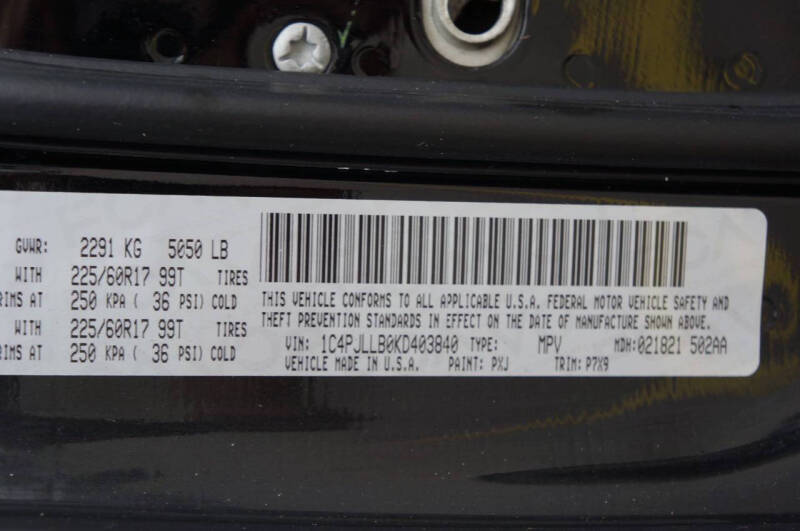 GVWR: 2291 KG 5050 LB
WITH 225/60R17 99T TIRES
RIMS AT 250 KPA ( 36 PSI) COLD
WITH 225/60R17 99T TIRES
RIMS AT 250 KPA ( 36 PSI) COLD
THIS VEHICLE CONFORMS TO ALL APPLICABLE U.S.A. FEDERAL MOTOR VEHICLE SAFETY AND
THEFT PREVENTION STANDARDS IN EFFECT ON THE DATE OF MANUFACTURE SHOWN ABOVE.
VIN: 1C4PJLLB0KD403840 TYPE: MPV MDH:021821 502AA
VEHICLE MADE IN U.S.A. PAINT: PXJ TRIM: P7X9